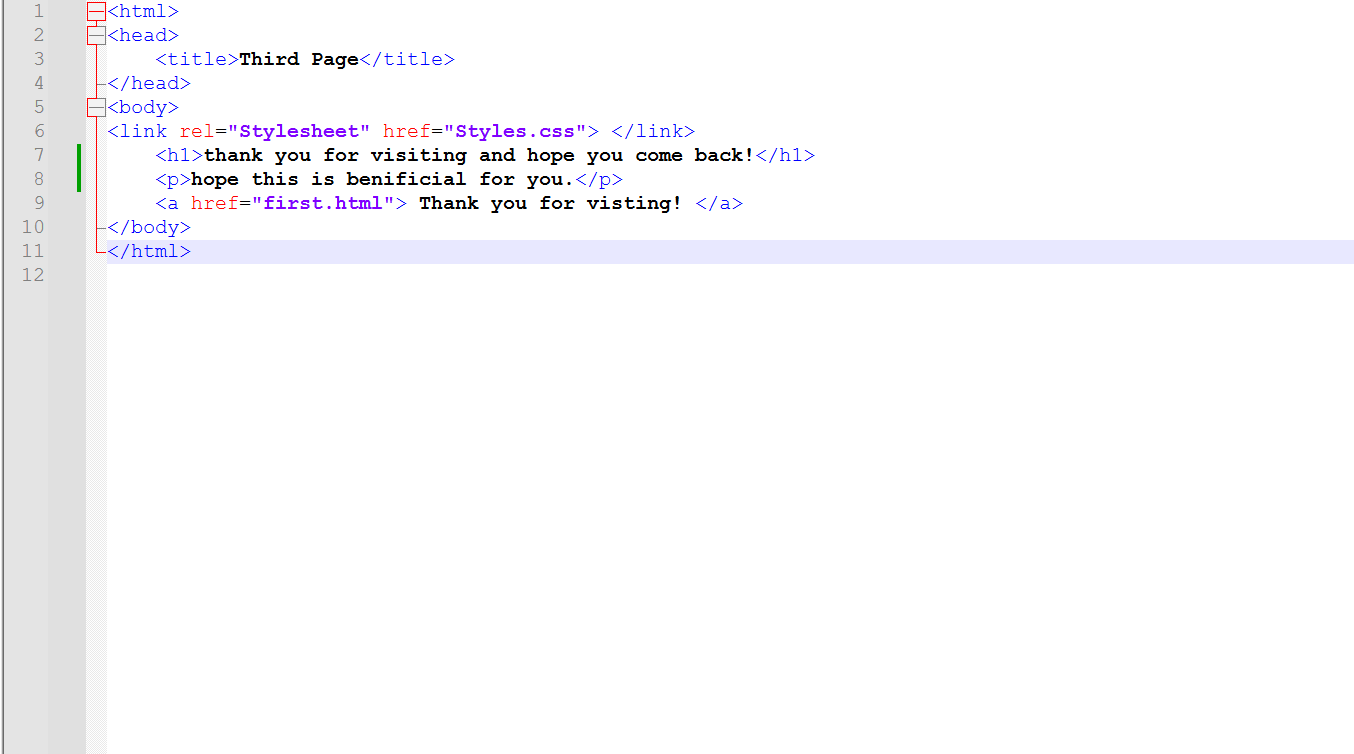 1 <html>
2 <head>
3 <title>Third Page</title>
4 </head>
5 <body>
6 <link rel="Stylesheet" href="Styles.css"> </link>
7 <h1>thank you for visiting and hope you come back!</h1>
8 <p>hope this is benificial for you.</p>
9 <a href="first.html"> Thank you for visting! </a>
10 </body>
11 </html>
12